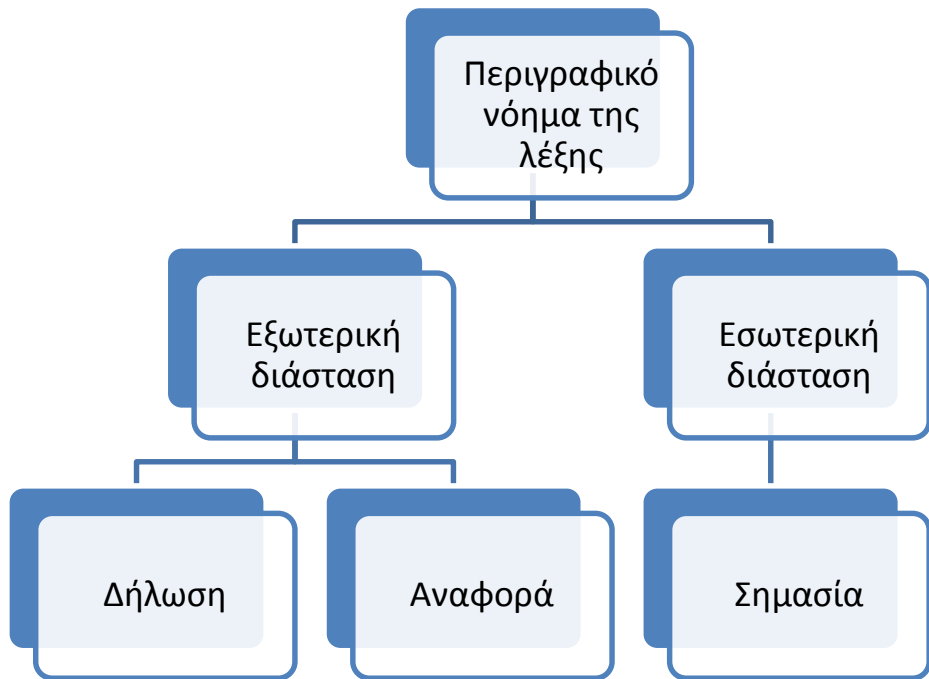 Περιγραφικό
νόημα της
λέξης
Εξωτερική
διάσταση
Εσωτερική
διάσταση
Δήλωση
Αναφορά
Σημασία